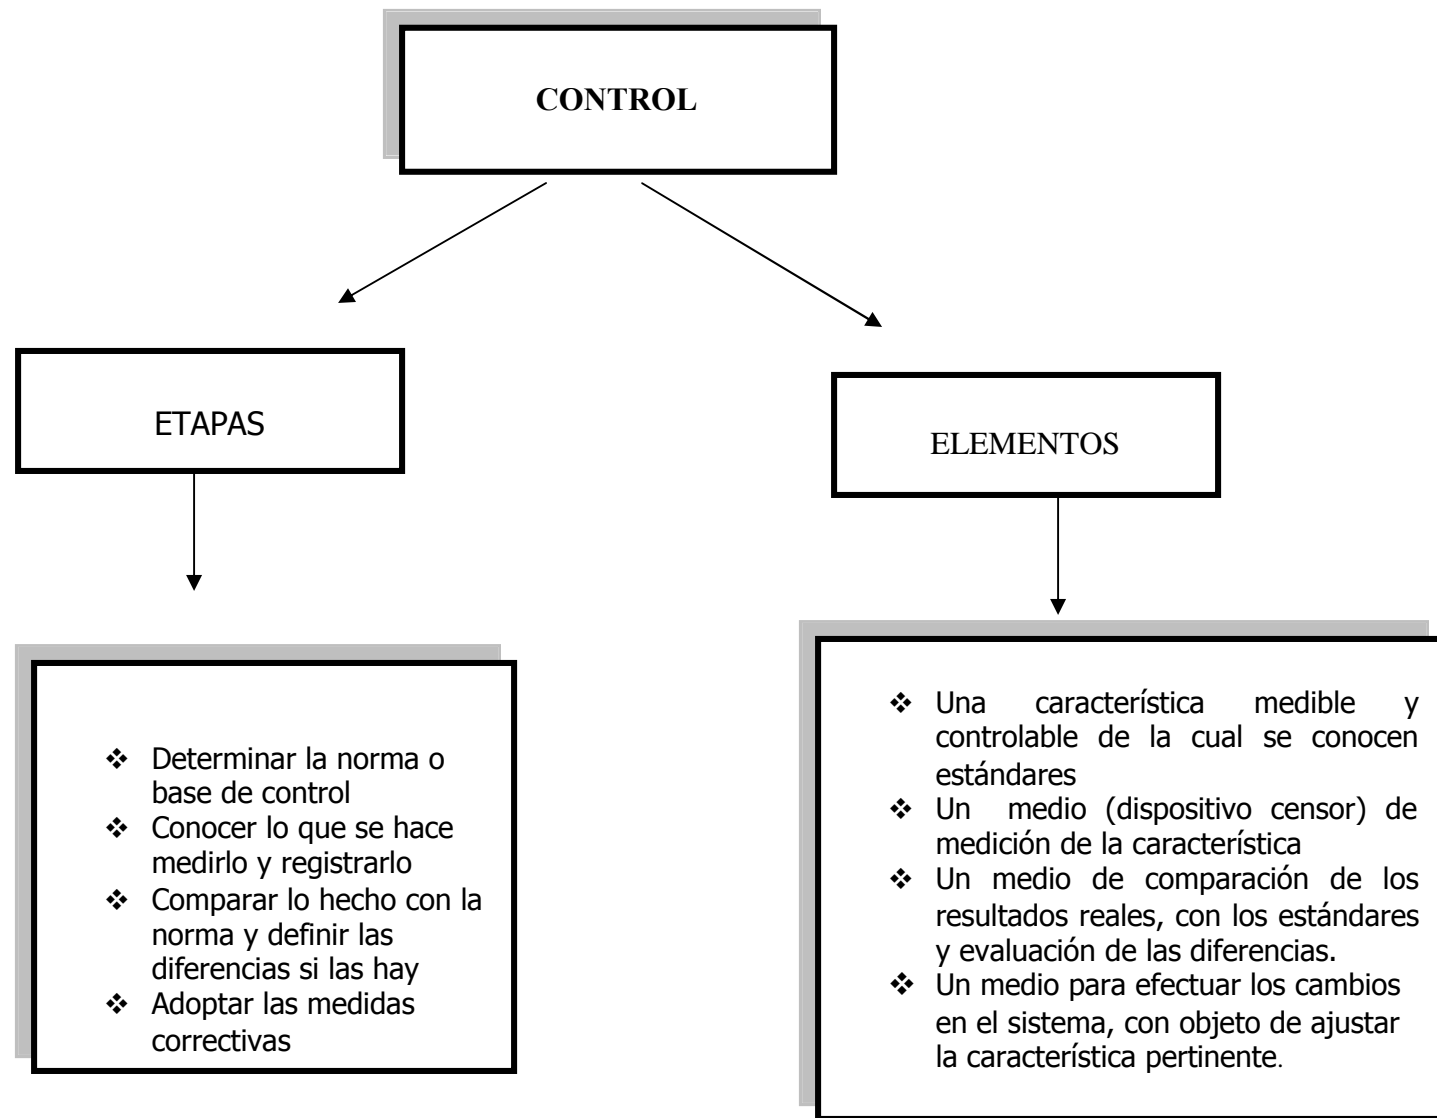 CONTROL
ETAPAS
ELEMENTOS
❖ Determinar la norma o
base de control
❖ Conocer lo que se hace
medirlo y registrarlo
❖ Comparar lo hecho con la
norma y definir las
diferencias si las hay
❖ Adoptar las medidas
correctivas
❖ Una característica medible y
controlable de la cual se conocen
estándares
❖ Un medio (dispositivo censor) de
medición de la característica
❖ Un medio de comparación de los
resultados reales, con los estándares
y evaluación de las diferencias.
❖ Un medio para efectuar los cambios
en el sistema, con objeto de ajustar
la característica pertinente.